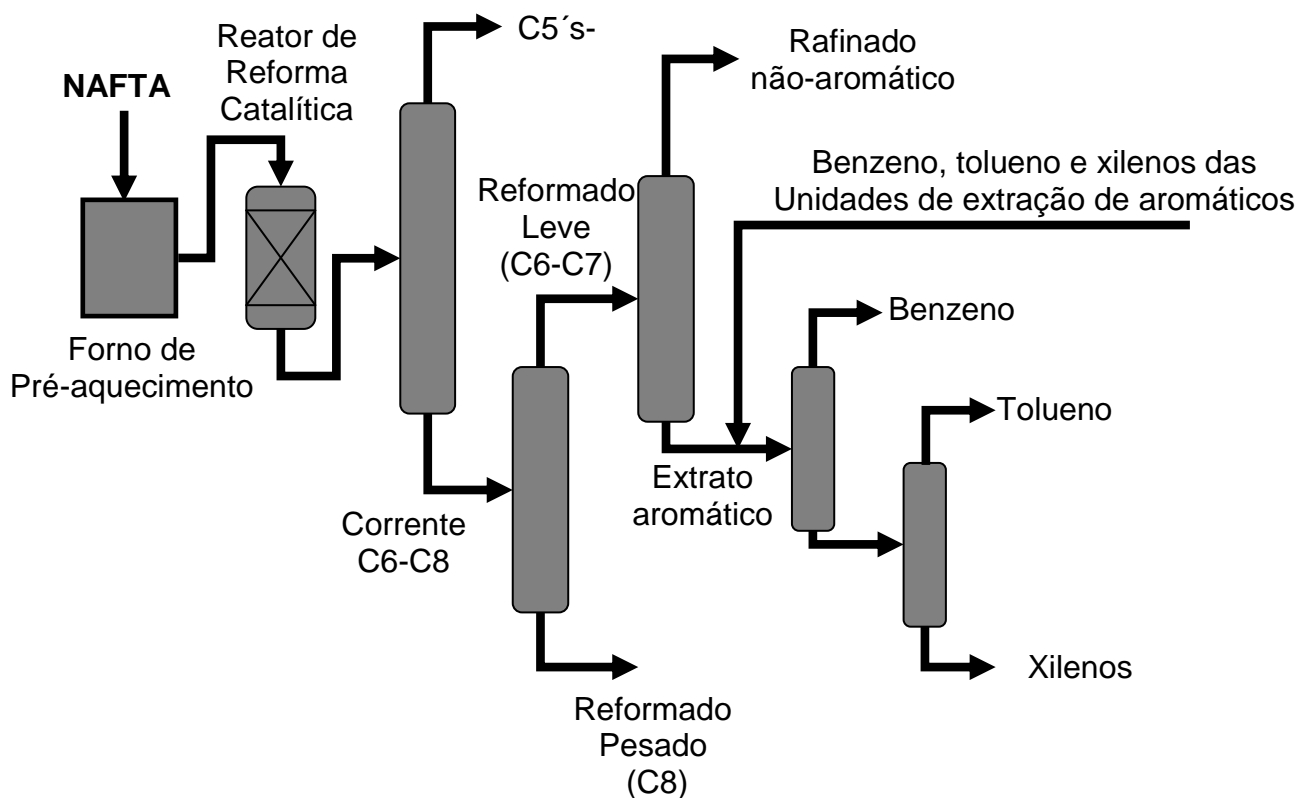 NAFTA
Reator de
Reforma
Catalítica
C5´s-
Rafinado
não-aromático
Benzeno, tolueno e xilenos das
Unidades de extração de aromáticos
Reformado
Leve
(C6-C7)
Forno de
Pré-aquecimento
Benzeno
Tolueno
Extrato
aromático
Corrente
C6-C8
Xilenos
Reformado
Pesado
(C8)